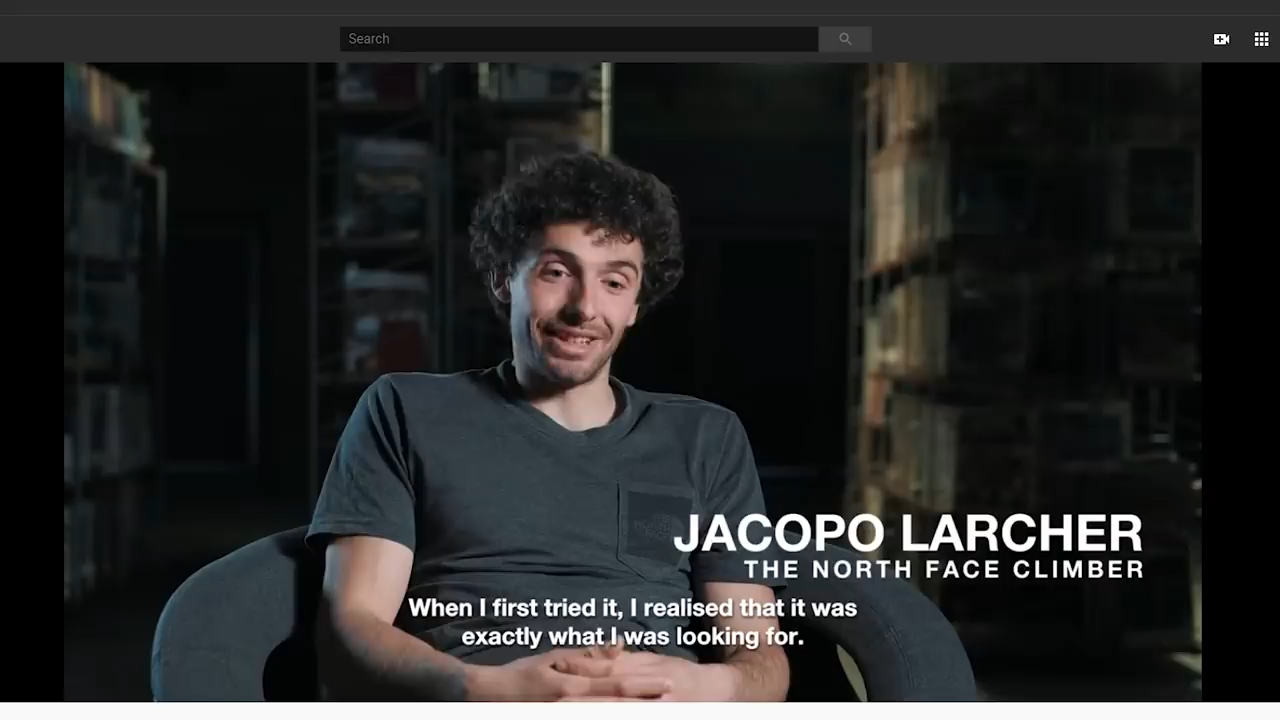 Search
JACOPO LARCHER
THE NORTH FACE CLIMBER
When I first tried it, I realised that it was
exactly what I was looking for.